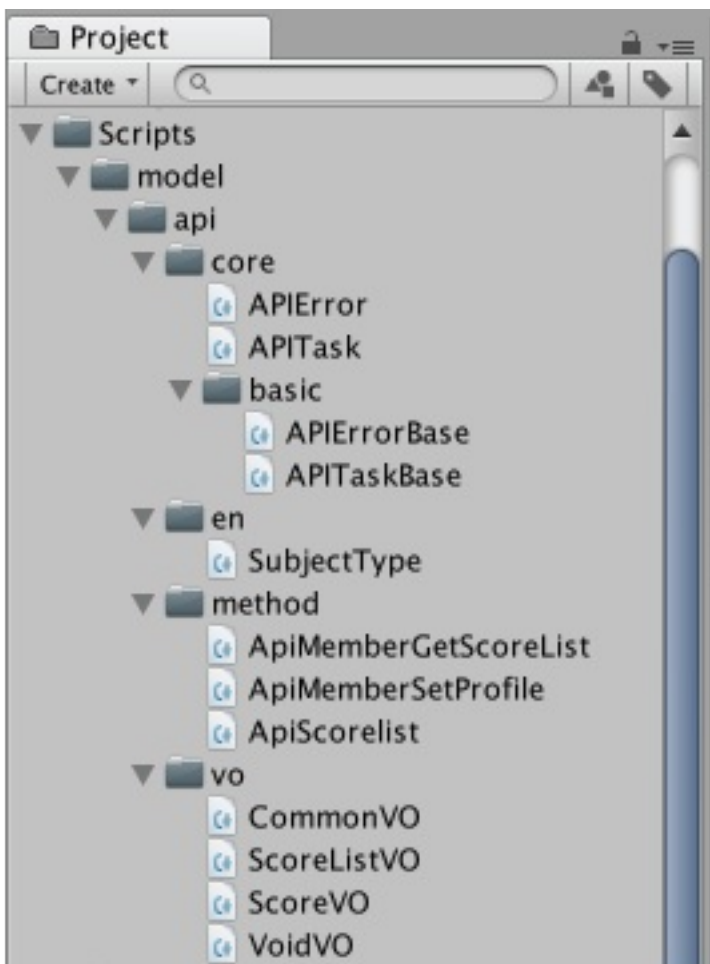 Project
Create
Scripts
model
api
core
APIError
APITask
basic
APIErrorBase
APITaskBase
en
SubjectType
method
ApiMemberGetScoreList
ApiMemberSetProfile
ApiScorelist
vo
CommonVO
ScoreListVO
ScoreVO
VoidVO